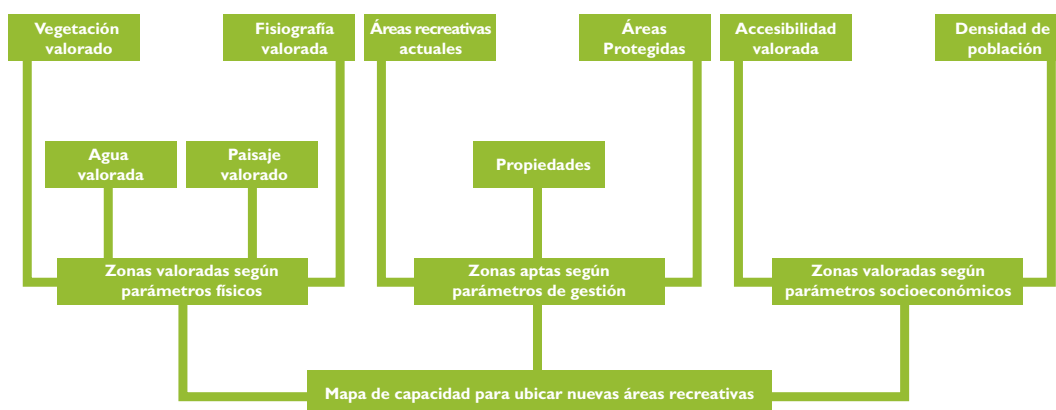 Vegetación
valorado
Fisiografía
valorada
Áreas recreativas
actuales
Áreas
Protegidas
Accesibilidad
valorada
Densidad de
población
Agua
valorada
Paisaje
valorado
Propiedades
Zonas valoradas según
parámetros físicos
Zonas aptas según
parámetros de gestión
Zonas valoradas según
parámetros socioeconómicos
Mapa de capacidad para ubicar nuevas áreas recreativas